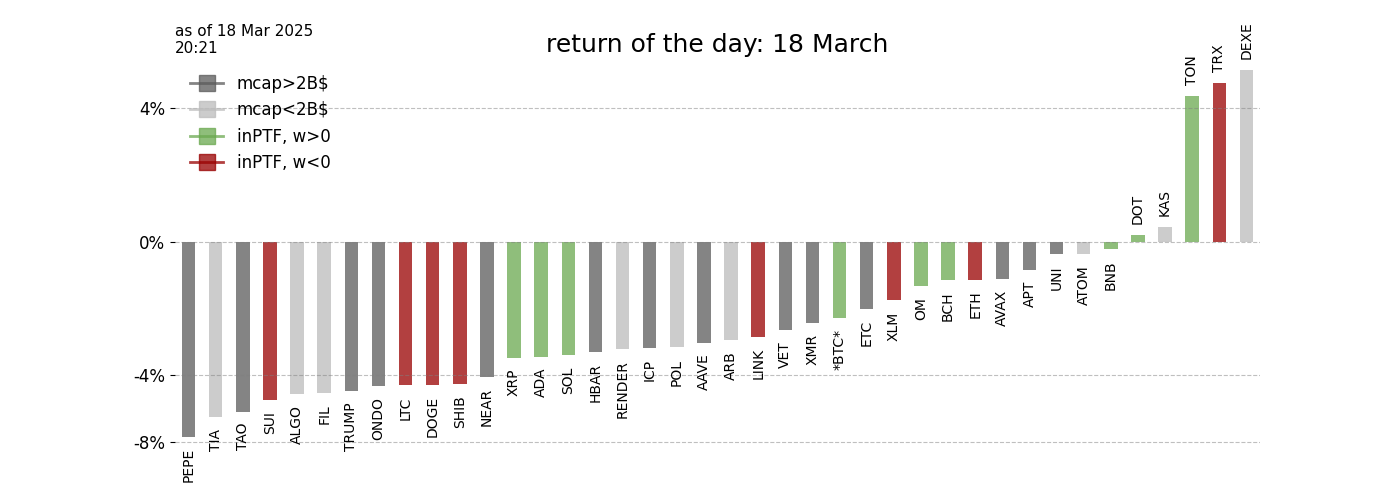 as of 18 Mar 2025
20:21
return of the day: 18 March
mcap>2B$
mcap<2B$
inPTF, w>0
inPTF, w<0
4%
0%
-4%
-8%
PEPE
TIA
TAO
SUI
ALGO
FIL
TRUMP
ONDO
LTC
DOGE
SHIB
NEAR
XRP
ADA
SOL
HBAR
RENDER
ICP
POL
AAVE
ARB
LINK
VET
XMR
*BTC*
ETC
XLM
OM
BCH
ETH
AVAX
APT
UNI
ATOM
BNB
DOT
KAS
TON
TRX
DEXE